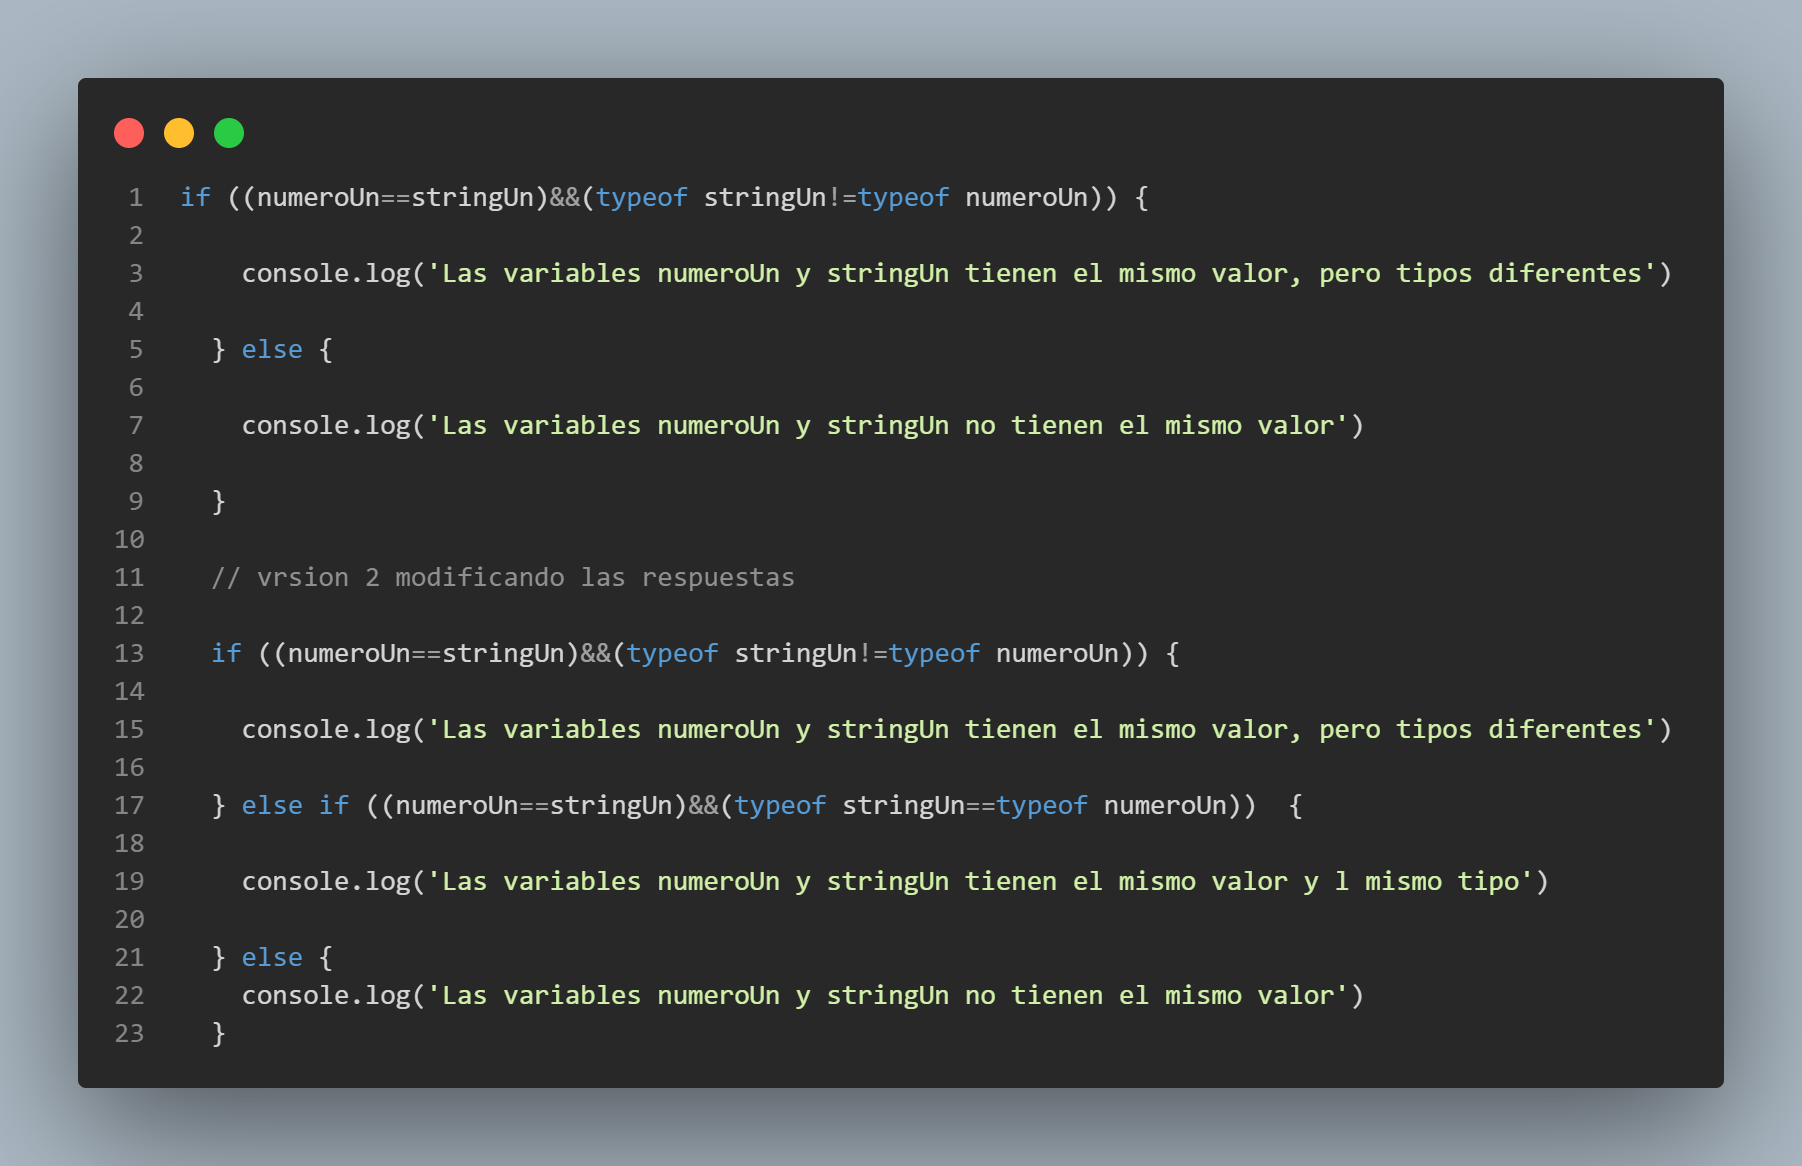 1 if ((numeroUn==stringUn)&&(typeof stringUn!=typeof numeroUn)) {
2
3 console.log('Las variables numeroUn y stringUn tienen el mismo valor, pero tipos diferentes')
4
5 } else {
6
7 console.log('Las variables numeroUn y stringUn no tienen el mismo valor')
8
9 }
10
11 // vrsion 2 modificando las respuestas
12
13 if ((numeroUn==stringUn)&&(typeof stringUn!=typeof numeroUn)) {
14
15 console.log('Las variables numeroUn y stringUn tienen el mismo valor, pero tipos diferentes')
16
17 } else if ((numeroUn==stringUn)&&(typeof stringUn==typeof numeroUn))  {
18
19 console.log('Las variables numeroUn y stringUn tienen el mismo valor y l mismo tipo')
20
21 } else {
22 console.log('Las variables numeroUn y stringUn no tienen el mismo valor')
23 }